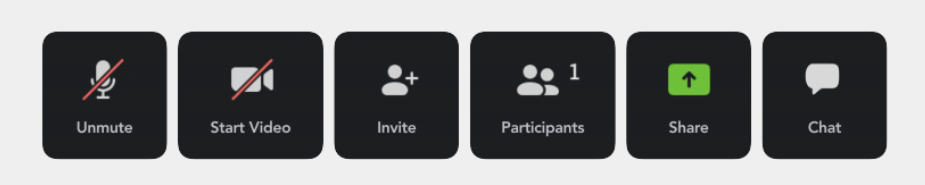 Unmute
Start Video
Invite
1
Participants
Share
Chat